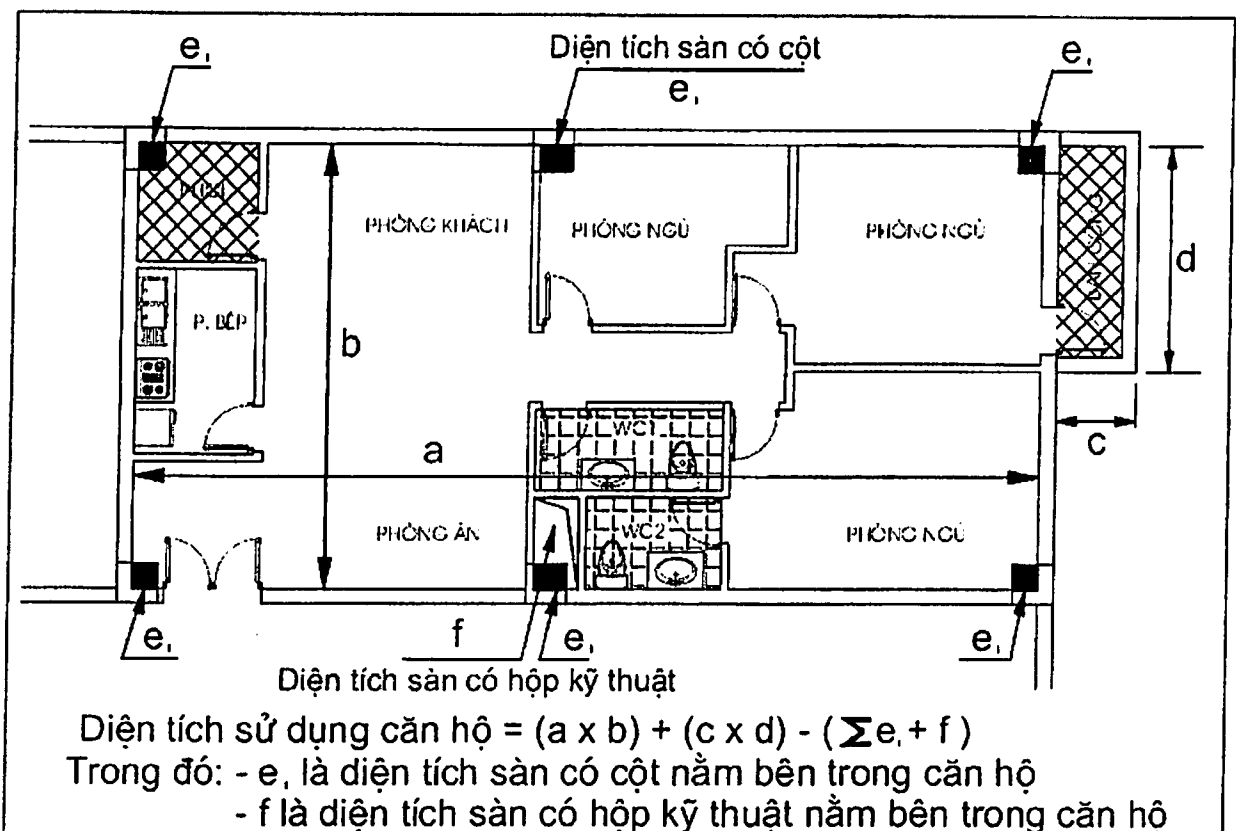 e, Diện tích sàn có cột e,
e,
PHÒNG KHÁCH PHÒNG NGỦ PHÒNG NGỦ
d
P. BẾP
b
WC1
c
a
PHÒNG ĂN WC2 PHÒNG NGỦ
e, f e, e,
Diện tích sàn có hộp kỹ thuật
Diện tích sử dụng căn hộ = (a x b) + (c x d) - ( ∑e, + f )
Trong đó: - e, là diện tích sàn có cột nằm bên trong căn hộ
- f là diện tích sàn có hộp kỹ thuật nằm bên trong căn hộ